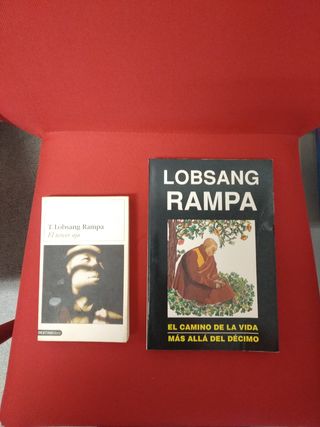 T. Lobsang Rampa
El tercer ojo
LOBSANG
RAMPA
EL CAMINO DE LA VIDA
MÁS ALLÁ DEL DÉCIMO